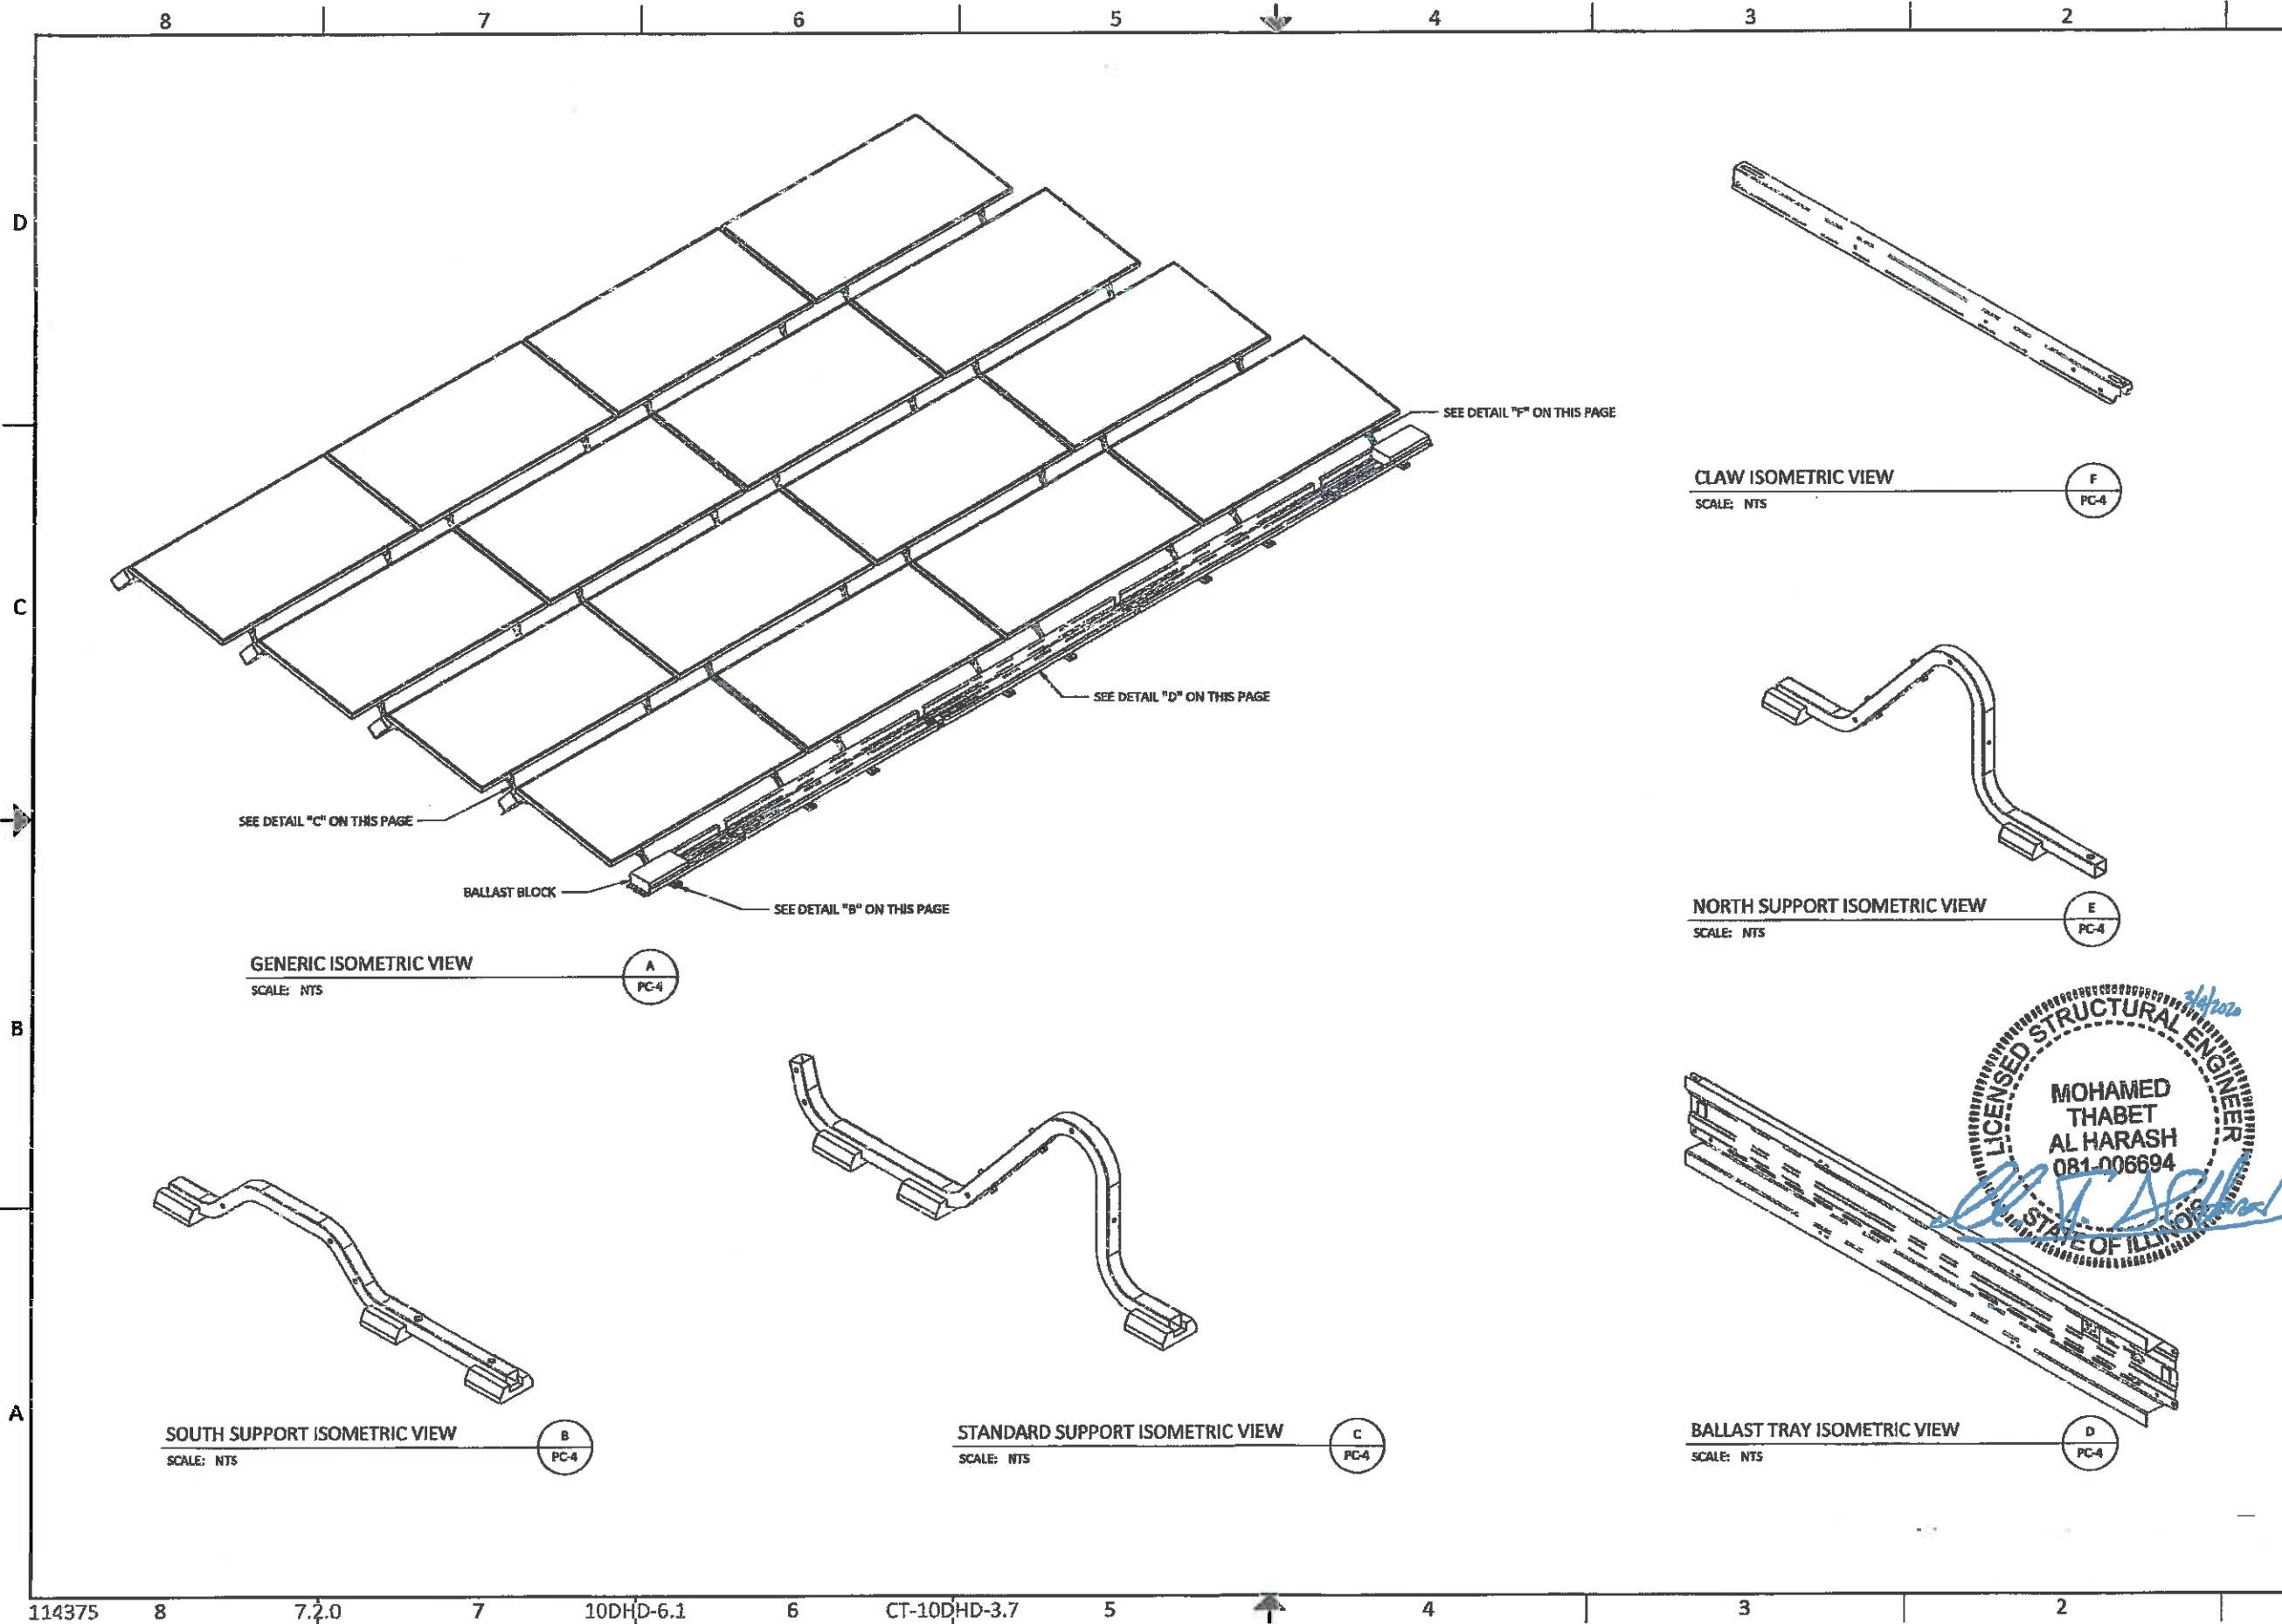 8 7 6 5 4 3 2
D
SEE DETAIL "F" ON THIS PAGE
CLAW ISOMETRIC VIEW
SCALE: NTS
F
PC-4
C
SEE DETAIL "D" ON THIS PAGE
SEE DETAIL "C" ON THIS PAGE
BALLAST BLOCK
SEE DETAIL "B" ON THIS PAGE
NORTH SUPPORT ISOMETRIC VIEW
SCALE: NTS
E
PC-4
GENERIC ISOMETRIC VIEW
SCALE: NTS
A
PC-4
B
LICENSED STRUCTURAL ENGINEER
MOHAMED
THABET
AL HARASH
081-006694
STATE OF ILLINOIS
A
SOUTH SUPPORT ISOMETRIC VIEW
SCALE: NTS
B
PC-4
STANDARD SUPPORT ISOMETRIC VIEW
SCALE: NTS
C
PC-4
BALLAST TRAY ISOMETRIC VIEW
SCALE: NTS
D
PC-4
114375 8 7.2.0 7 10DHD-6.1 6 CT-10DHD-3.7 5 4 3 2